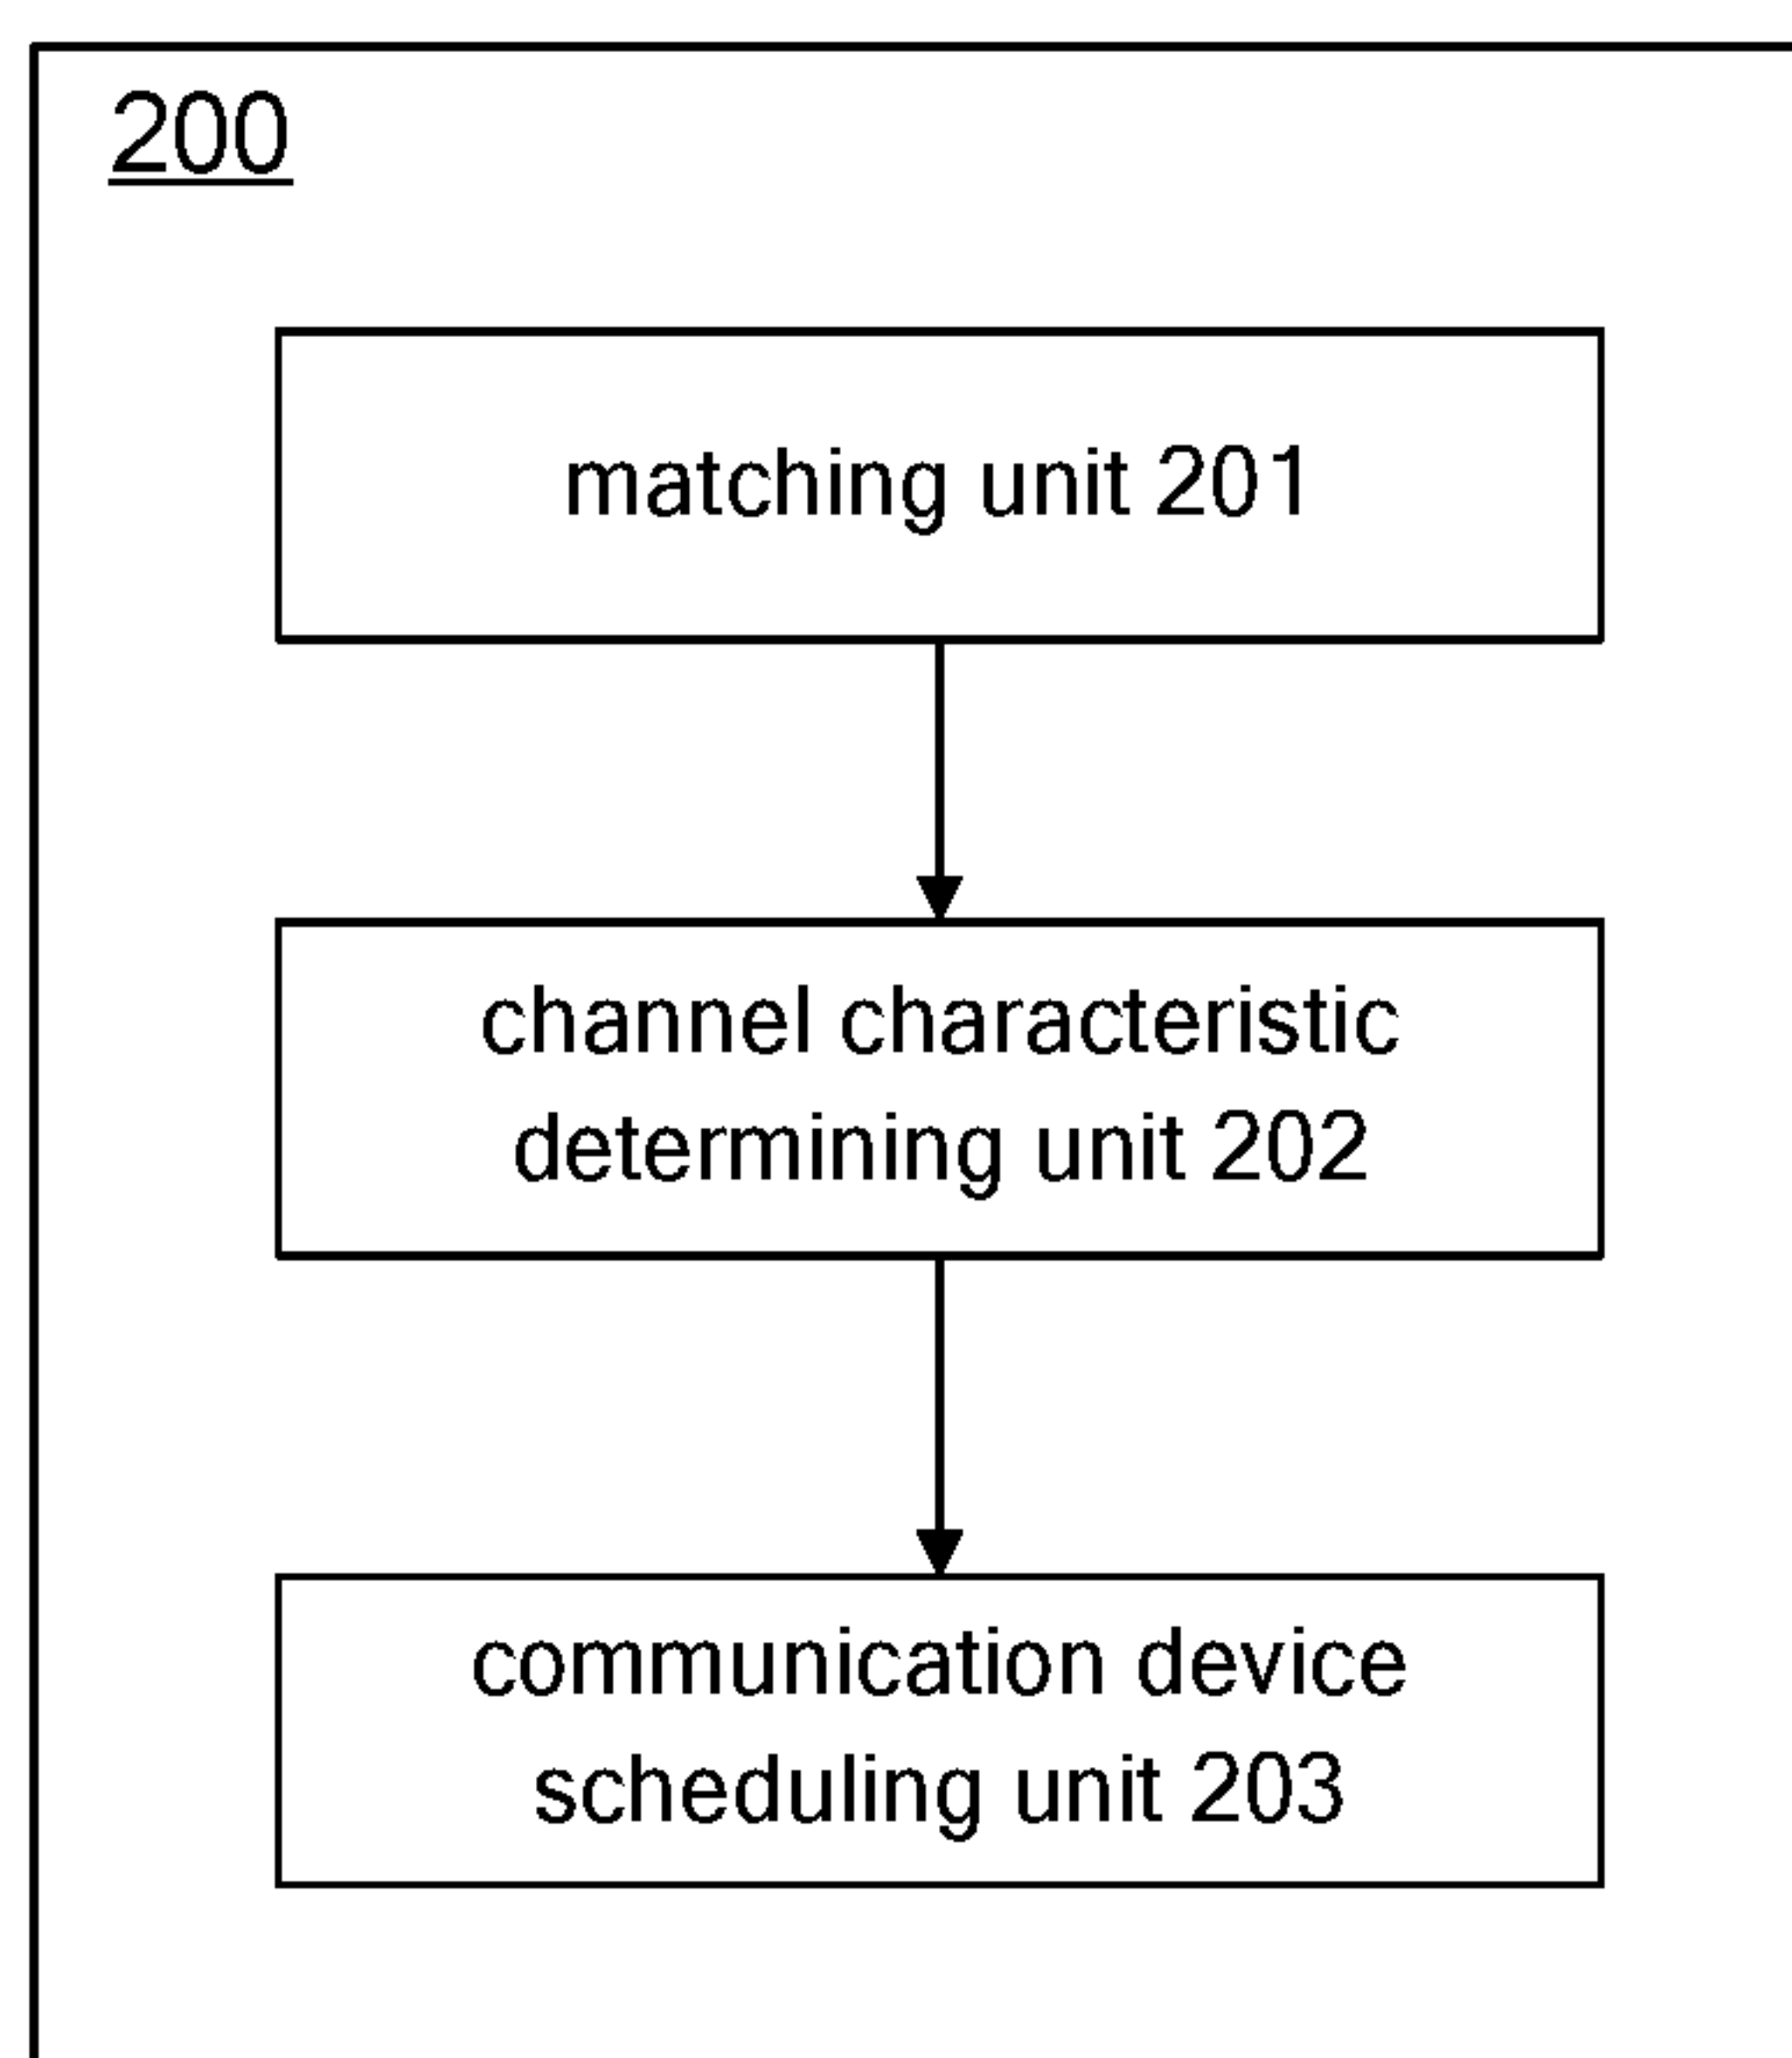 200
matching unit 201
channel characteristic
determining unit 202
communication device
scheduling unit 203